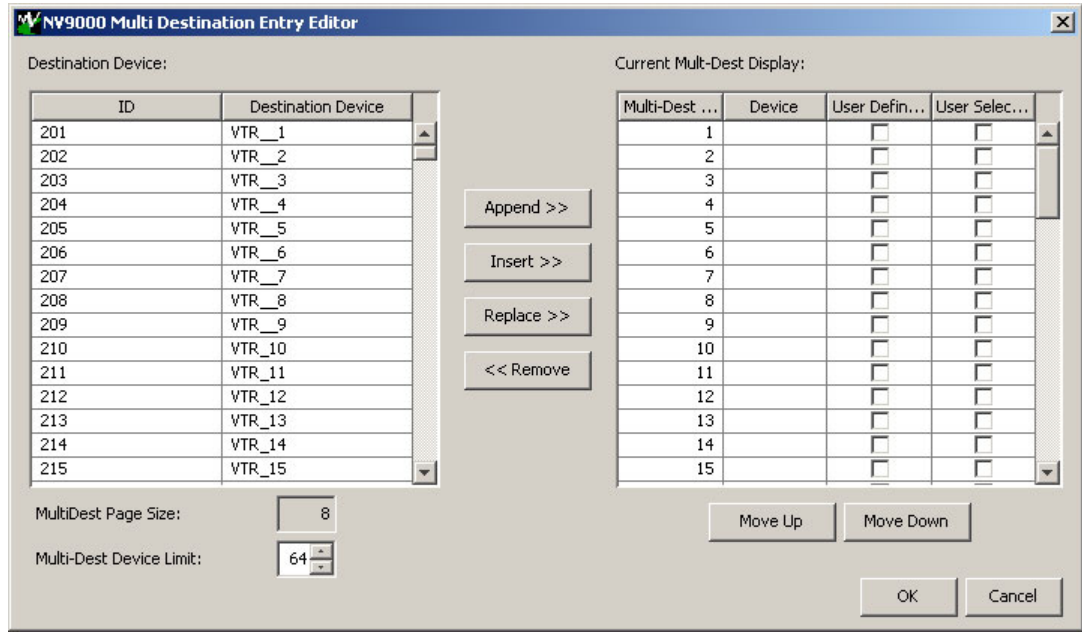 NV9000 Multi Destination Entry Editor
Destination Device:
ID Destination Device
201 VTR__1
202 VTR__2
203 VTR__3
204 VTR__4
205 VTR__5
206 VTR__6
207 VTR__7
208 VTR__8
209 VTR__9
210 VTR_10
211 VTR_11
212 VTR_12
213 VTR_13
214 VTR_14
215 VTR_15
MultiDest Page Size: 8
Multi-Dest Device Limit: 64
Append >>
Insert >>
Replace >>
<< Remove
Current Mult-Dest Display:
Multi-Dest ... Device User Defin... User Selec...
1
2
3
4
5
6
7
8
9
10
11
12
13
14
15
Move Up Move Down
OK Cancel